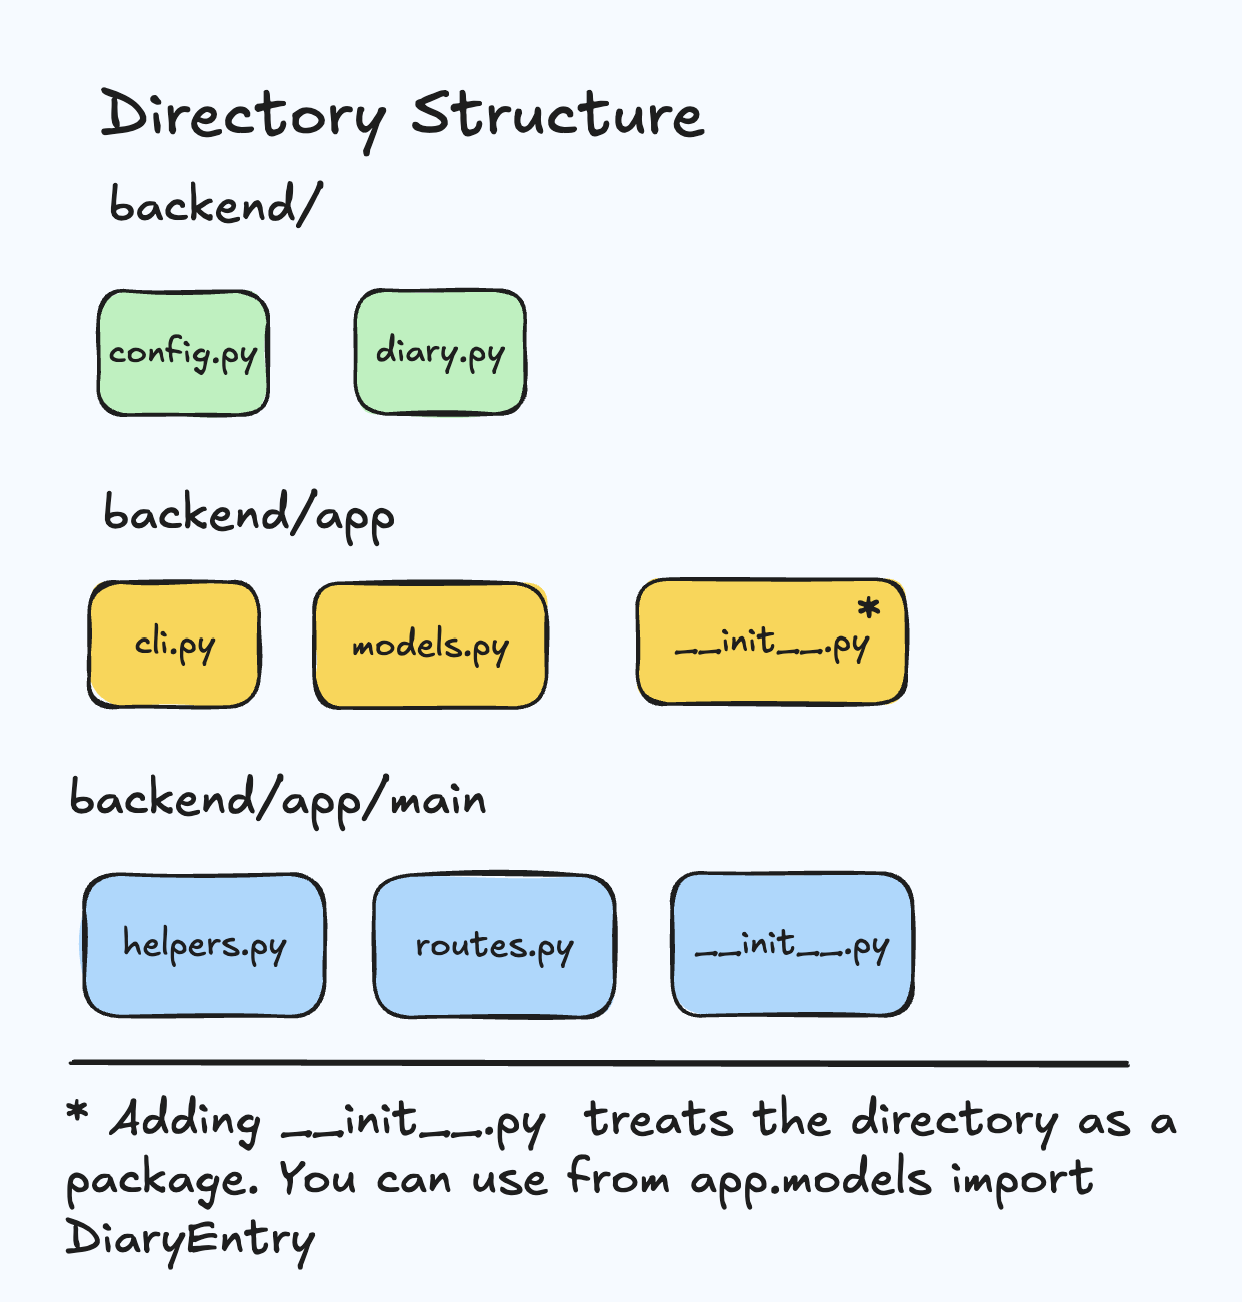 Directory Structure
backend/
config.py
diary.py
backend/app
cli.py
models.py
__init__.py*
backend/app/main
helpers.py
routes.py
__init__.py
* Adding __init__.py treats the directory as a
package. You can use from app.models import
DiaryEntry